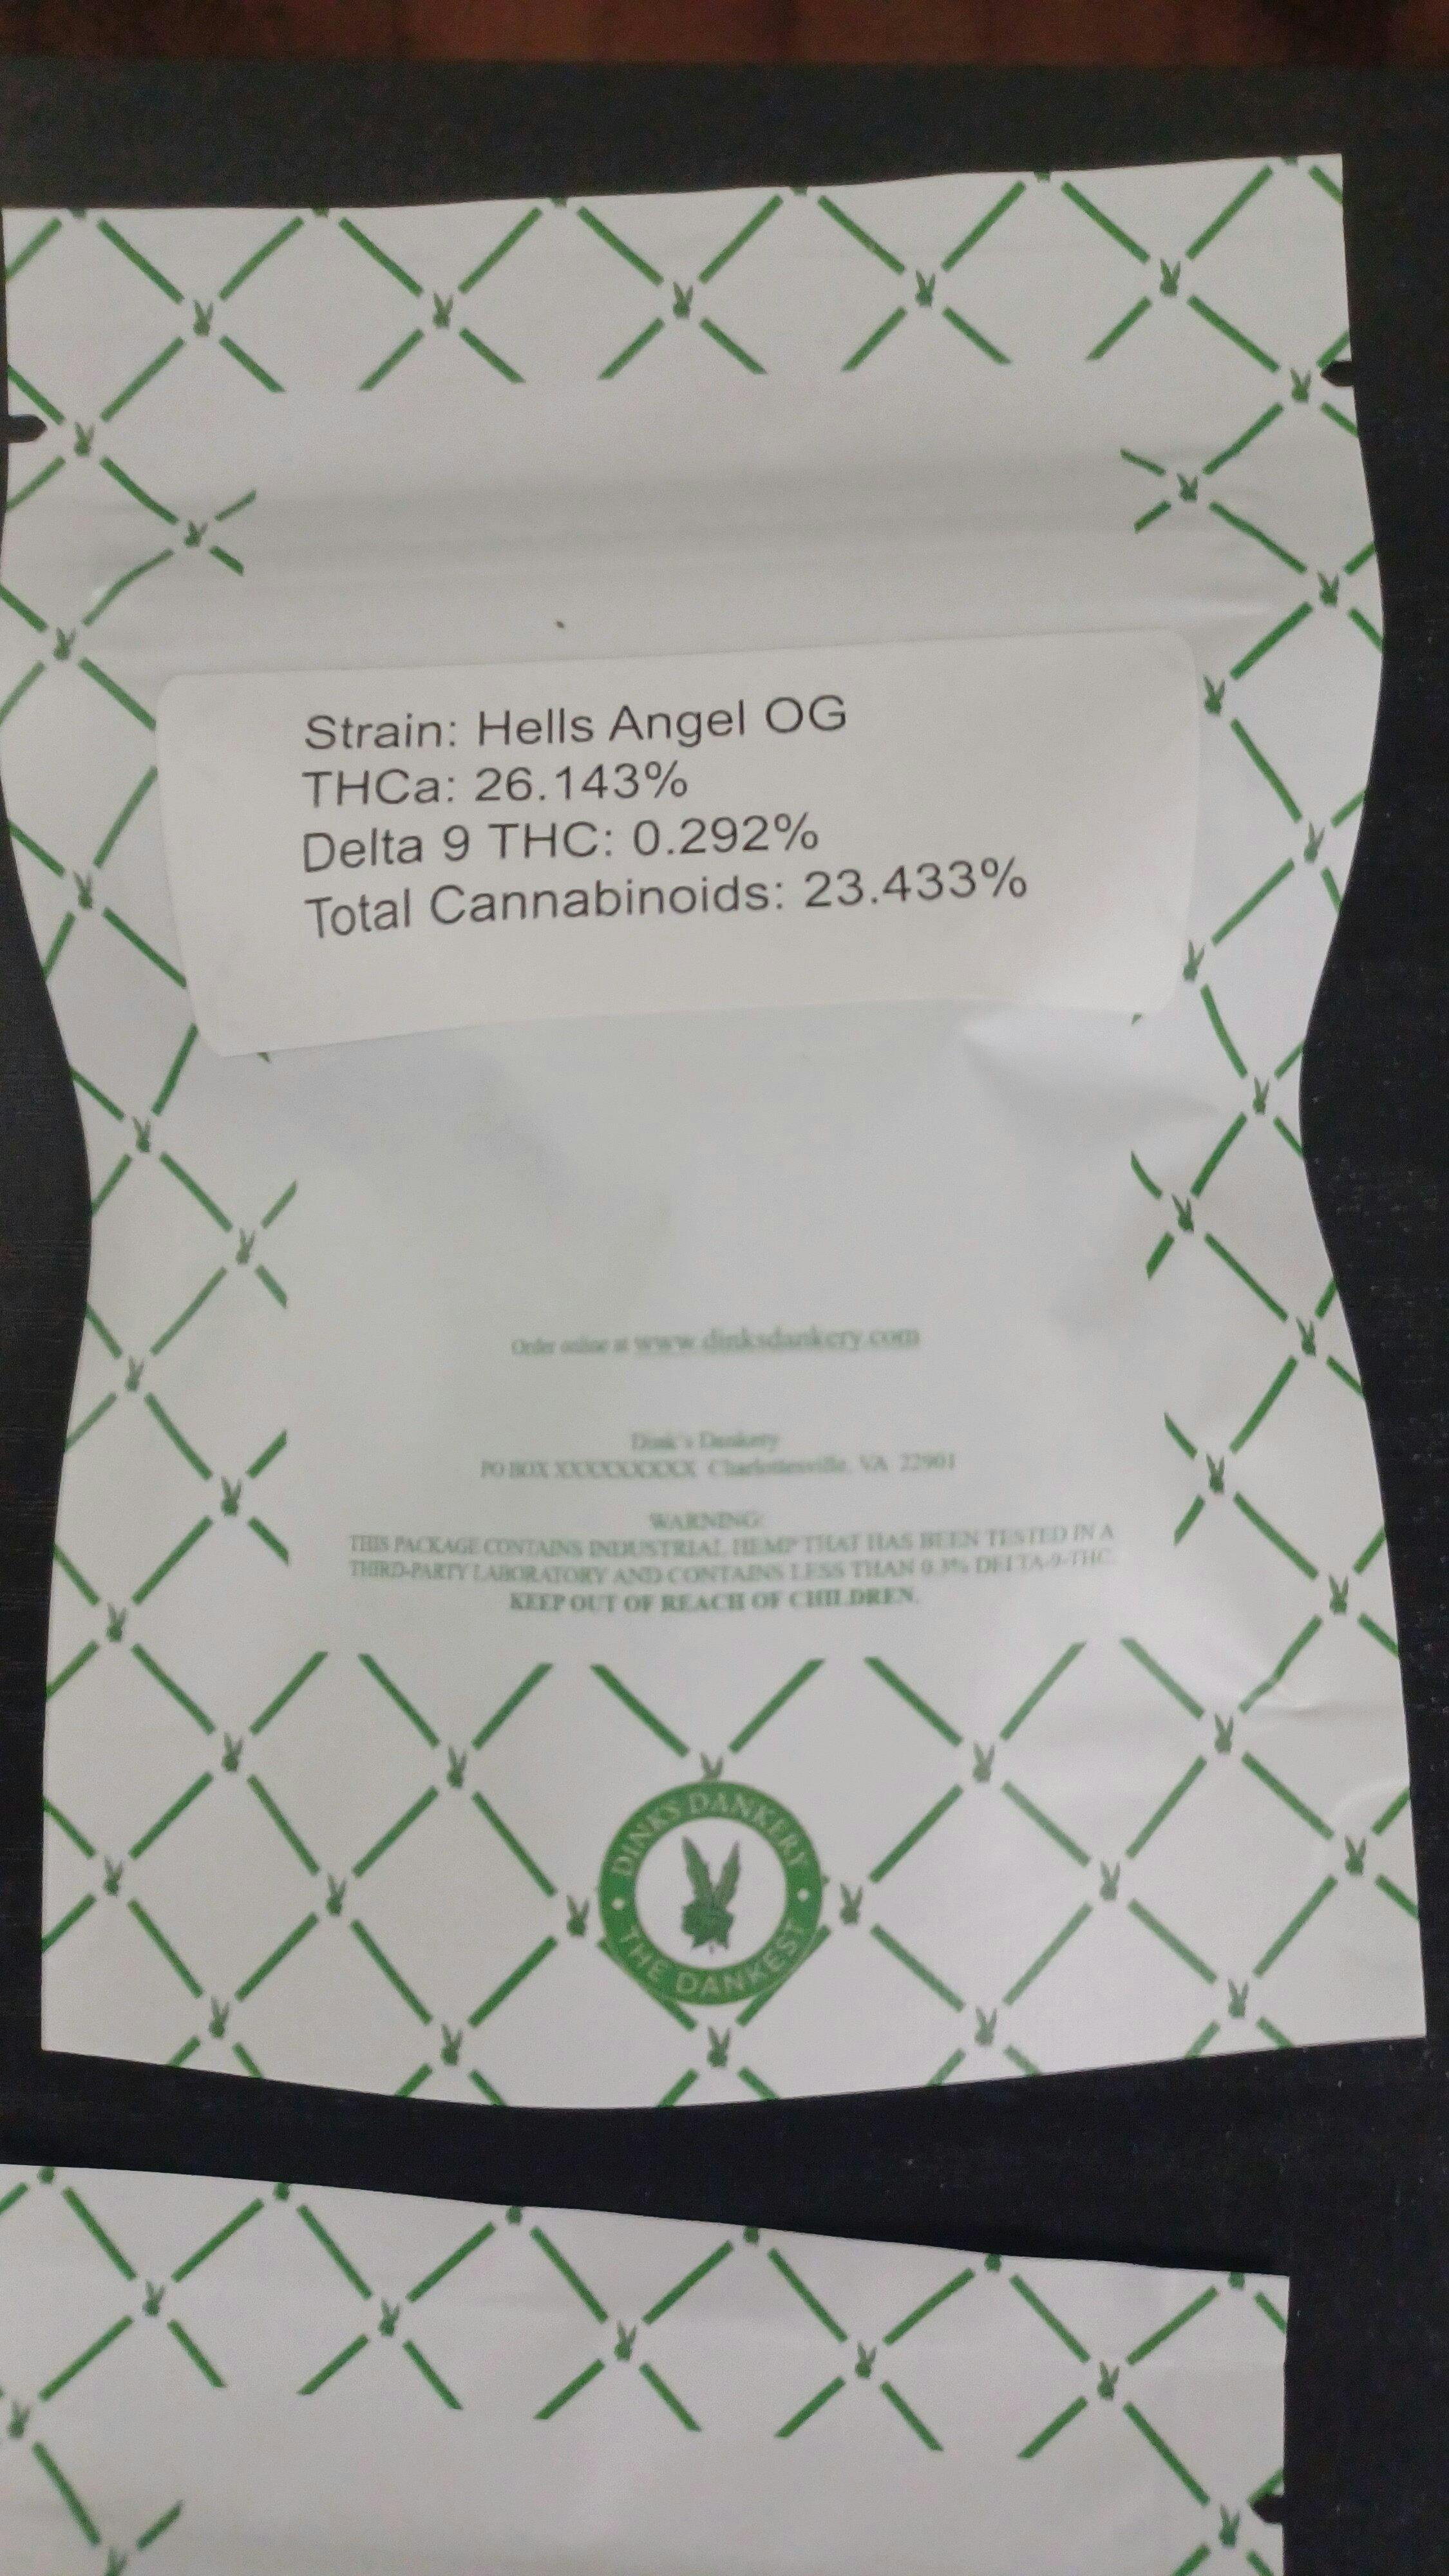 Strain: Hells Angel OG
THCa: 26.143%
Delta 9 THC: 0.292%
Total Cannabinoids: 23.433%
Order online at www.dinksdankery.com
Dink's Dankery
PO BOX XXXXXXXXXX Charlottesville, VA 22901
WARNING:
THIS PACKAGE CONTAINS INDUSTRIAL HEMP THAT HAS BEEN TESTED IN A
THIRD-PARTY LABORATORY AND CONTAINS LESS THAN 0.3% DELTA-9-THC.
KEEP OUT OF REACH OF CHILDREN.
DINKS DANKERY
THE DANKEST